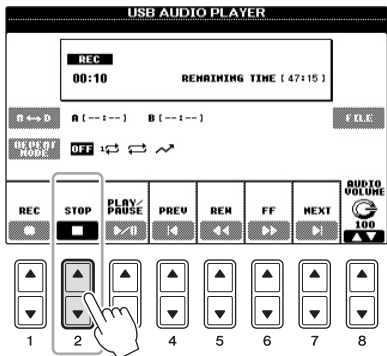 USB AUDIO PLAYER
REC
00:10 REMAINING TIME [ 47:15 ]
A↔B A [ --:-- ] B [ --:-- ] FILE
REPEAT
MODE OFF 1
REC STOP PLAY/
PAUSE PREV REW FF NEXT AUDIO
VOLUME
100
1 2 4 5 6 7 8